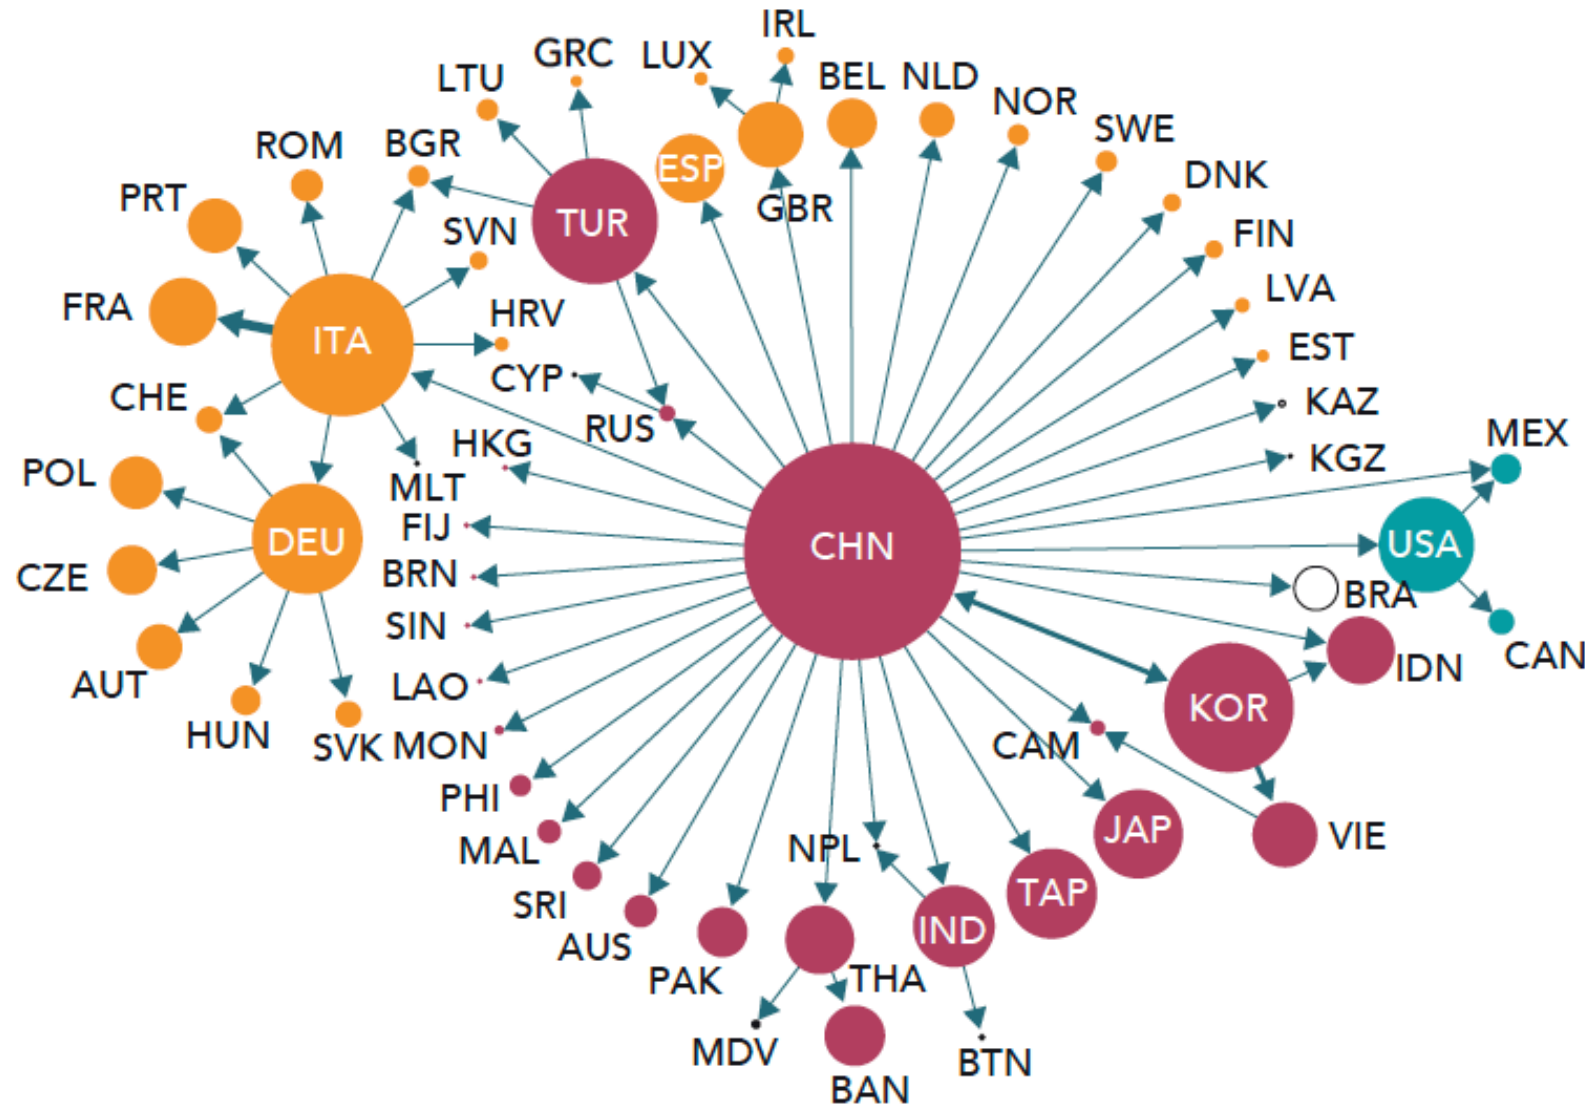 IRL
GRC
LUX
LTU
BEL
NLD
NOR
SWE
ROM
BGR
ESP
DNK
PRT
GBR
TUR
SVN
FIN
FRA
HRV
LVA
ITA
EST
CYP
CHE
KAZ
RUS
HKG
MEX
POL
KGZ
MLT
FIJ
DEU
CHN
USA
CZE
BRN
BRA
SIN
CAN
IDN
AUT
LAO
KOR
HUN
SVK
MON
CAM
PHI
JAP
VIE
MAL
NPL
TAP
SRI
IND
AUS
PAK
THA
MDV
BTN
BAN